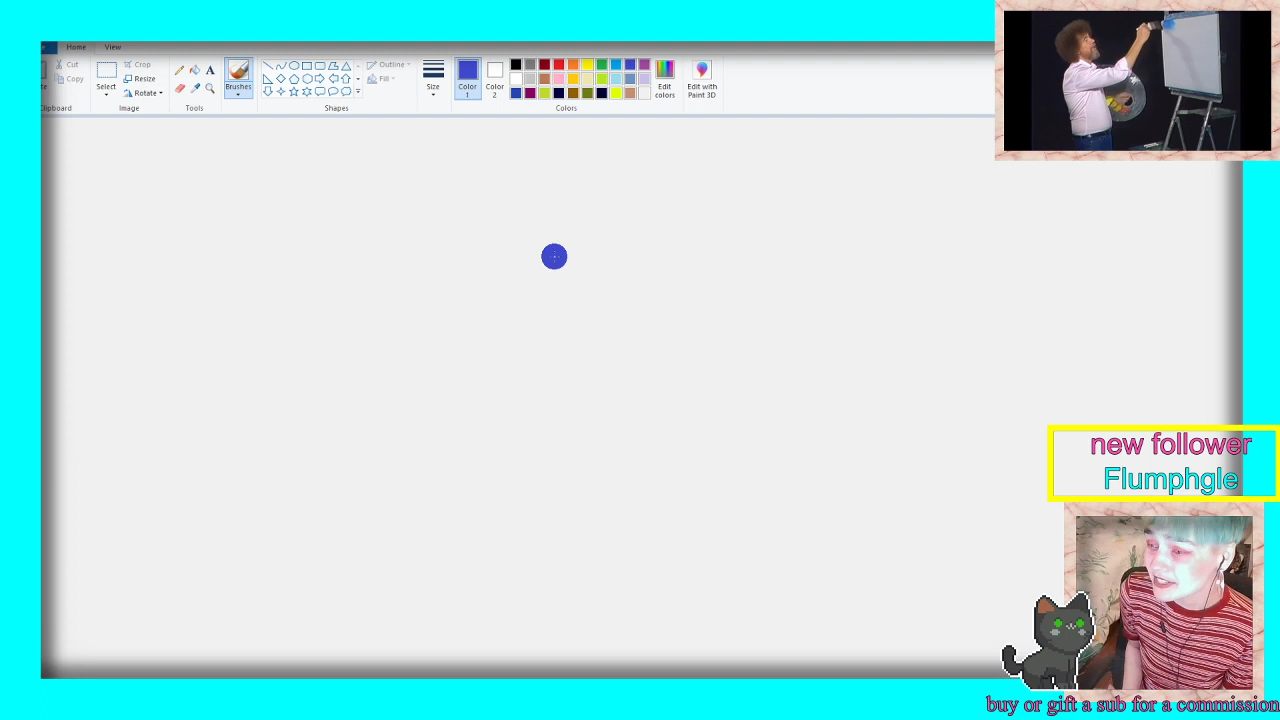 Home View
Cut
Copy
Clipboard
Select
Crop
Resize
Rotate
Image
Tools
Brushes
Shapes
Outline
Fill
Size
Color 1
Color 2
Colors
Edit colors
Edit with Paint 3D
new follower
Flumphgle
buy or gift a sub for a commission